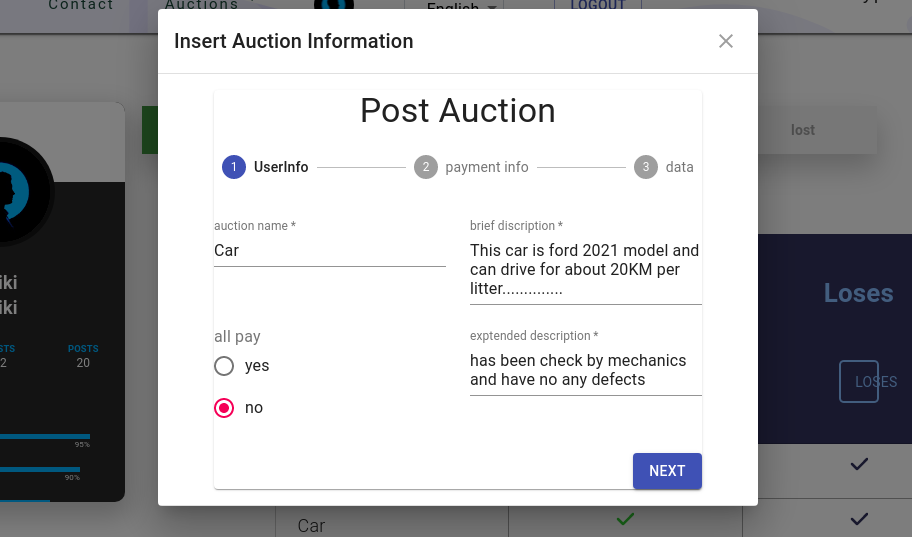 Contact
Auctions
English
LOGOUT
Insert Auction Information
Post Auction
1 UserInfo
2 payment info
3 data
auction name *
Car
brief discription *
This car is ford 2021 model and
can drive for about 20KM per
litter..............
all pay
yes
no
exptended description *
has been check by mechanics
and have no any defects
NEXT
lost
iki
iki
STS
POSTS
2
20
95%
90%
Loses
LOSES
Car